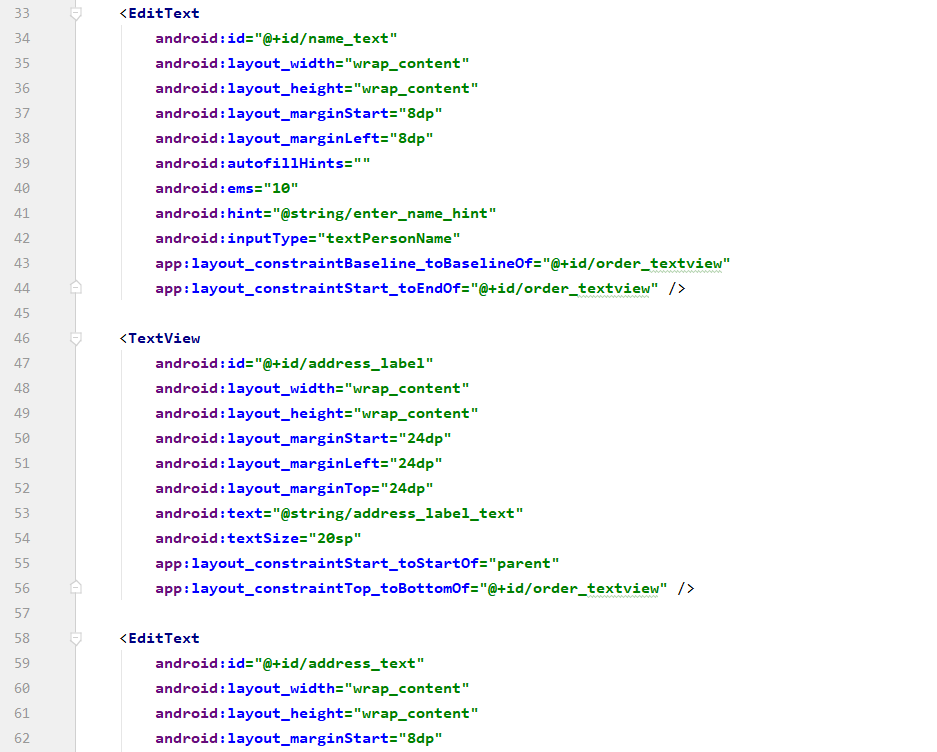 33 <EditText
34 android:id="@+id/name_text"
35 android:layout_width="wrap_content"
36 android:layout_height="wrap_content"
37 android:layout_marginStart="8dp"
38 android:layout_marginLeft="8dp"
39 android:autofillHints=""
40 android:ems="10"
41 android:hint="@string/enter_name_hint"
42 android:inputType="textPersonName"
43 app:layout_constraintBaseline_toBaselineOf="@+id/order_textview"
44 app:layout_constraintStart_toEndOf="@+id/order_textview" />
45
46 <TextView
47 android:id="@+id/address_label"
48 android:layout_width="wrap_content"
49 android:layout_height="wrap_content"
50 android:layout_marginStart="24dp"
51 android:layout_marginLeft="24dp"
52 android:layout_marginTop="24dp"
53 android:text="@string/address_label_text"
54 android:textSize="20sp"
55 app:layout_constraintStart_toStartOf="parent"
56 app:layout_constraintTop_toBottomOf="@+id/order_textview" />
57
58 <EditText
59 android:id="@+id/address_text"
60 android:layout_width="wrap_content"
61 android:layout_height="wrap_content"
62 android:layout_marginStart="8dp"